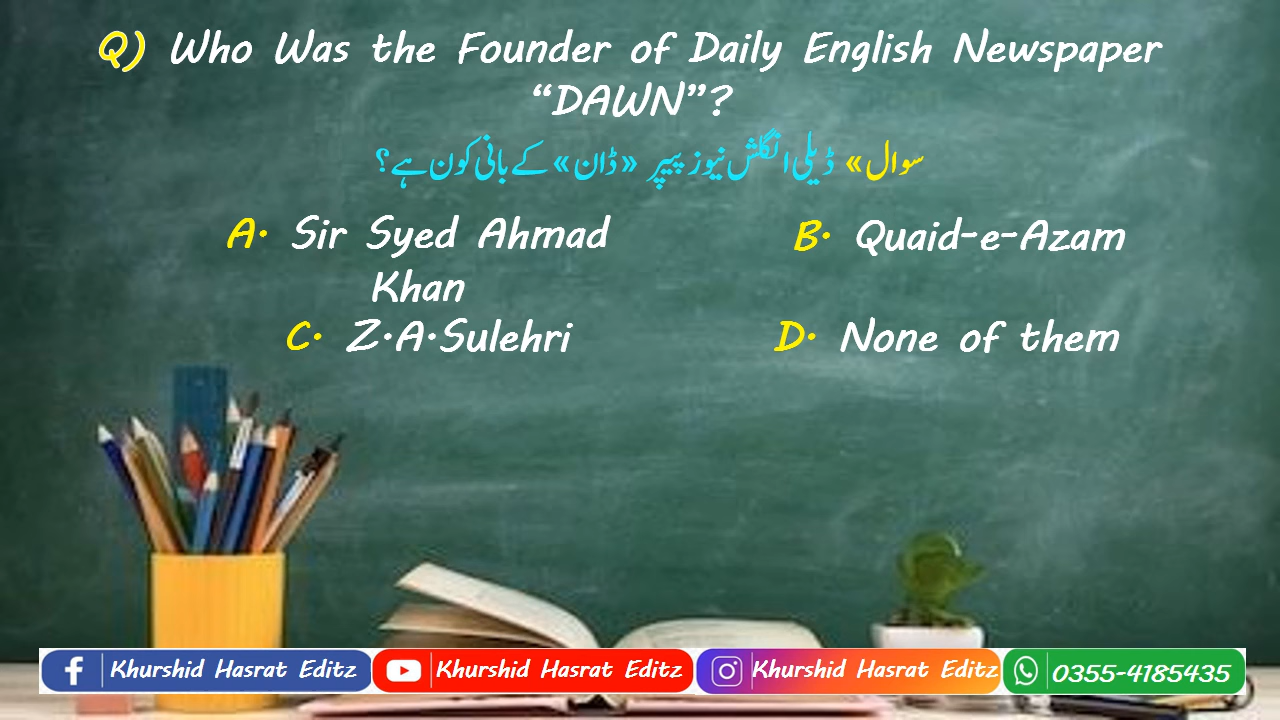 Q) Who Was the Founder of Daily English Newspaper
“DAWN”?
سوال» ڈیلی انگلش نیوز پیپر «ڈان» کے بانی کون ہے؟
A. Sir Syed Ahmad Khan
B. Quaid-e-Azam
C. Z.A.Sulehri
D. None of them
Khurshid Hasrat Editz
Khurshid Hasrat Editz
Khurshid Hasrat Editz
0355-4185435